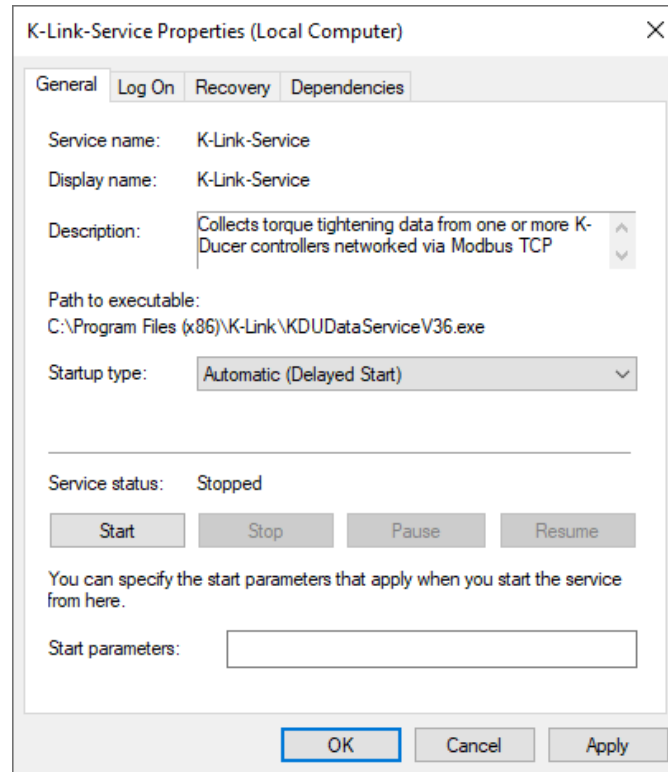 K-Link-Service Properties (Local Computer)
General Log On Recovery Dependencies
Service name: K-Link-Service
Display name: K-Link-Service
Description: Collects torque tightening data from one or more K-
Ducer controllers networked via Modbus TCP
Path to executable:
C:\Program Files (x86)\K-Link\KDUDataServiceV36.exe
Startup type: Automatic (Delayed Start)
Service status: Stopped
Start Stop Pause Resume
You can specify the start parameters that apply when you start the service
from here.
Start parameters:
OK Cancel Apply